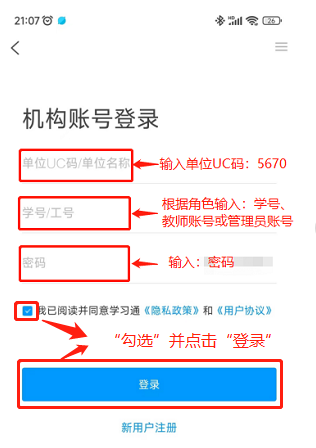 21:07
26
机构账号登录
单位UC码/单位名称
输入单位UC码：5670
学号/工号
根据角色输入：学号、
教师账号或管理员账号
密码
输入：密码
我已阅读并同意学习通《隐私政策》和《用户协议》
“勾选”并点击“登录”
登录
新用户注册